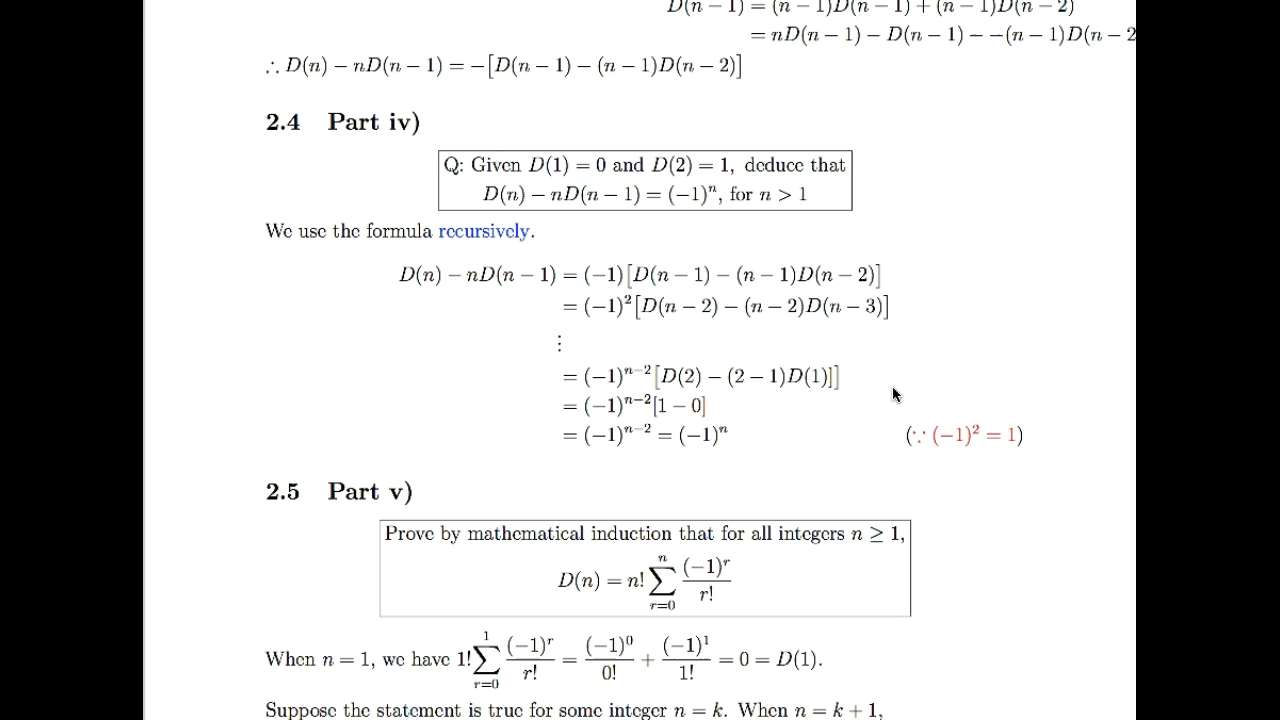 D(n − 1) = (n − 1)D(n − 1) + (n − 1)D(n − 2)
= nD(n − 1) − D(n − 1) − −(n − 1)D(n − 2
∴ D(n) − nD(n − 1) = −[D(n − 1) − (n − 1)D(n − 2)]
2.4 Part iv)
Q: Given D(1) = 0 and D(2) = 1, deduce that
D(n) − nD(n − 1) = (−1)ⁿ, for n > 1
We use the formula recursively.
D(n) − nD(n − 1) = (−1)[D(n − 1) − (n − 1)D(n − 2)]
= (−1)²[D(n − 2) − (n − 2)D(n − 3)]
⋮
= (−1)ⁿ⁻²[D(2) − (2 − 1)D(1)]]
= (−1)ⁿ⁻²[1 − 0]
= (−1)ⁿ⁻² = (−1)ⁿ (∵ (−1)² = 1)
2.5 Part v)
Prove by mathematical induction that for all integers n ≥ 1,
D(n) = n! ∑_{r=0}^{n} (−1)^r / r!
When n = 1, we have 1! ∑_{r=0}^{1} (−1)^r / r! = (−1)^0 / 0! + (−1)^1 / 1! = 0 = D(1).
Suppose the statement is true for some integer n = k. When n = k + 1,